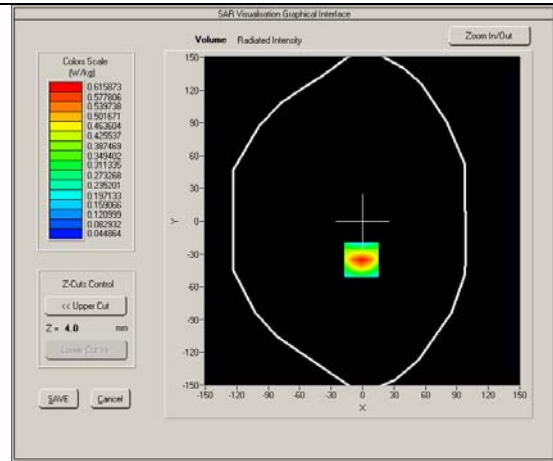 SAR Visualisation Graphical Interface
Volume Radiated Intensity
Zoom In/Out
Colors Scale
(W/kg)
0.615873
0.577806
0.539738
0.501671
0.463604
0.425537
0.387469
0.349402
0.311335
0.273268
0.235201
0.197133
0.159066
0.120999
0.082932
0.044864
Z-Cuts Control
<< Upper Cut
Z = 4.0 mm
Lower Cut >>
SAVE Cancel
150-
120-
90-
60-
30-
0-
-30-
-60-
-90-
-120-
-150-
Y
-150 -120 -90 -60 -30 0 30 60 90 120 150
X